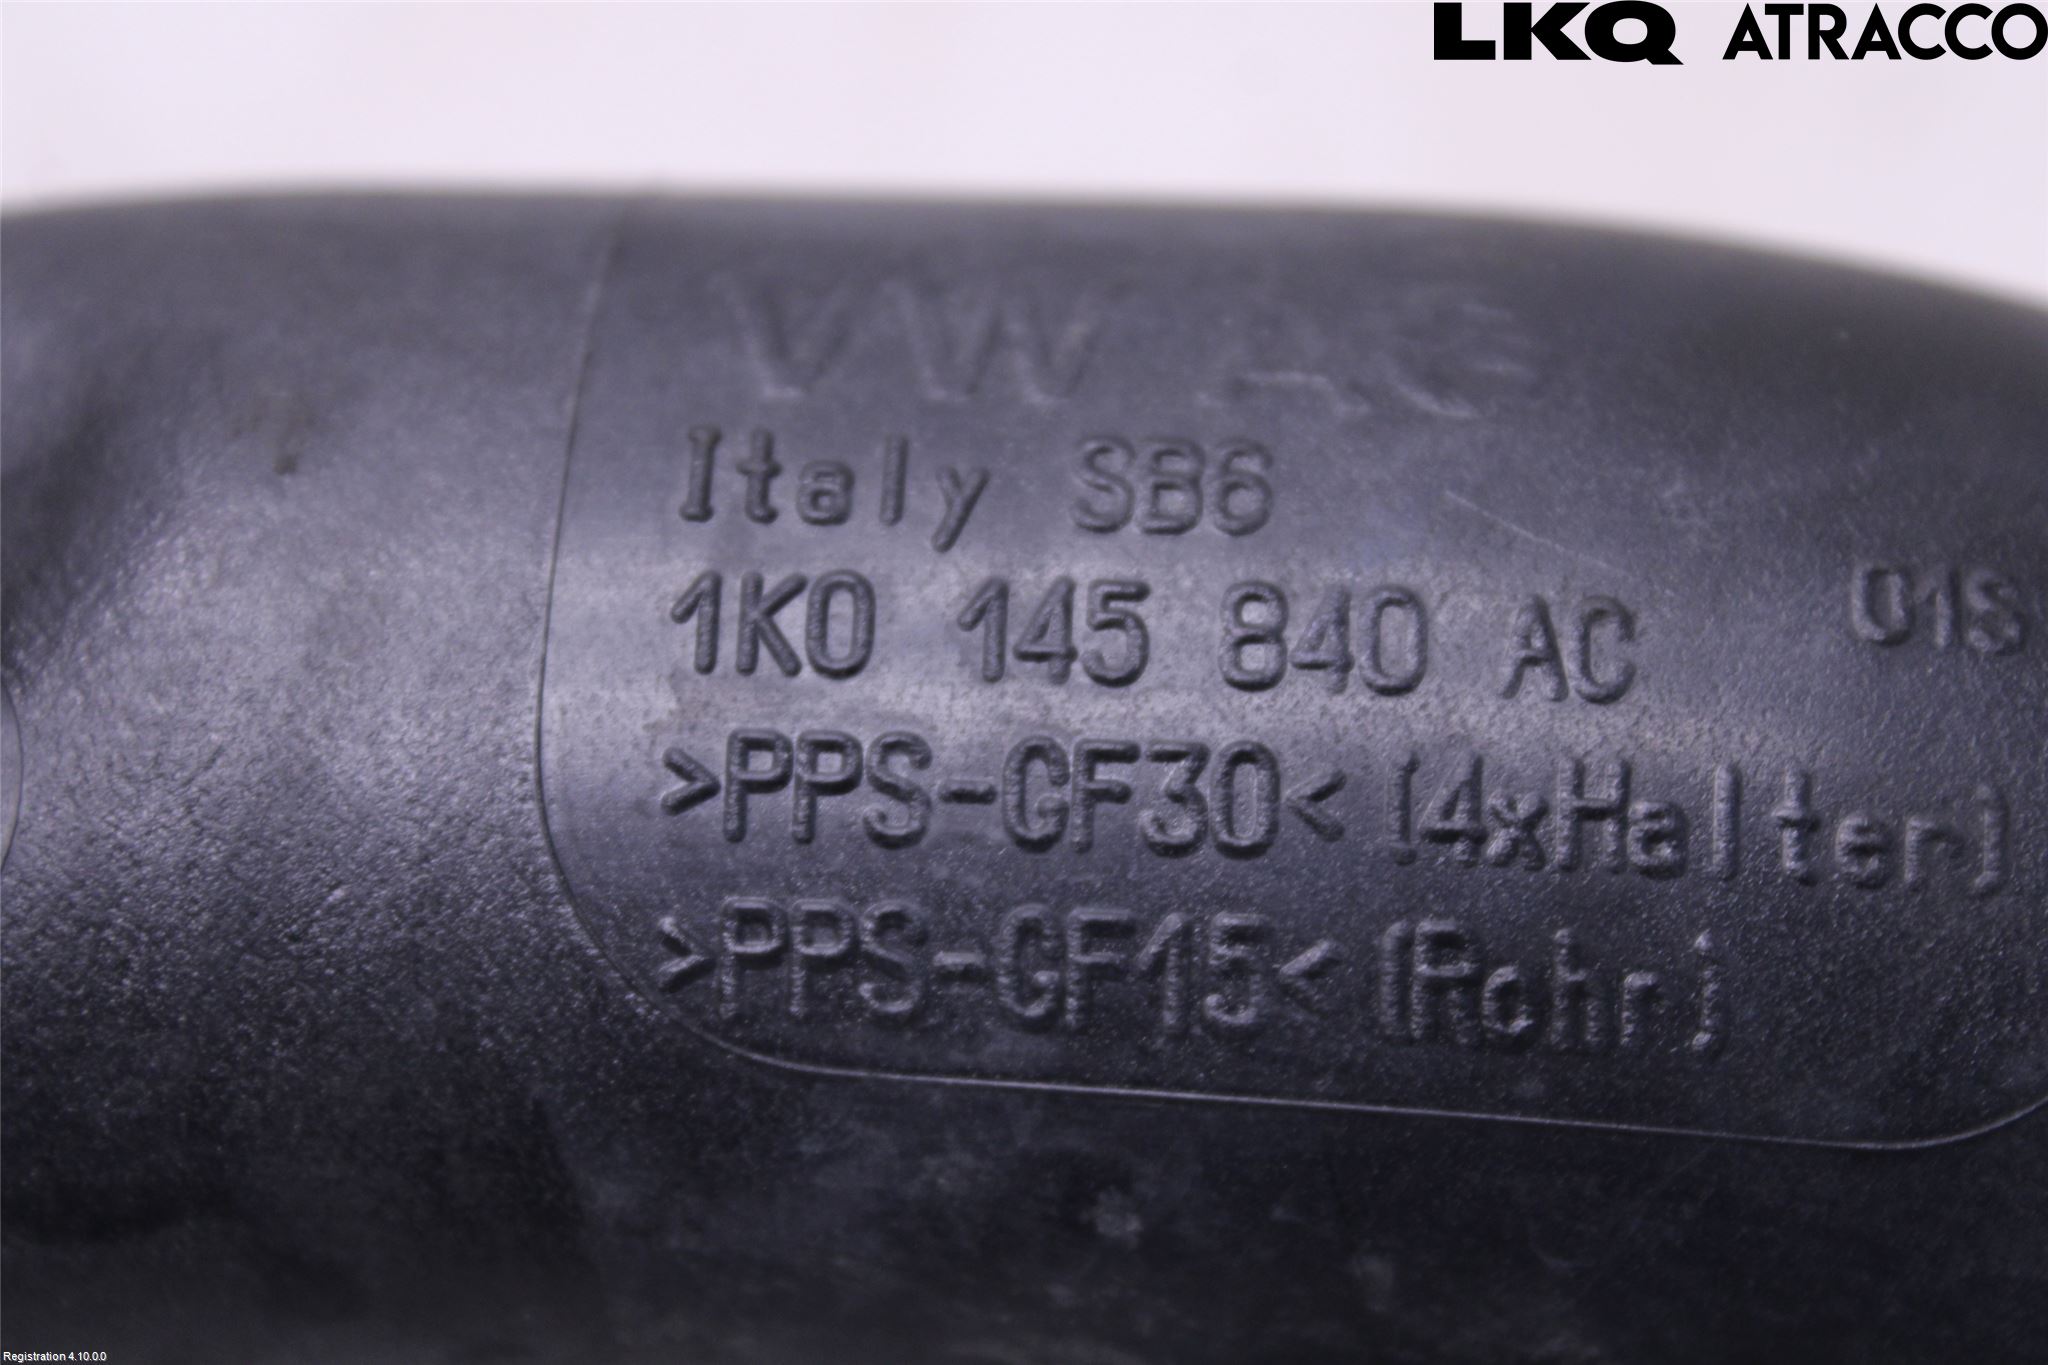 LKQ ATRACCO
VW AG
Italy SB6
1K0 145 840 AC
01S
>PPS-GF30< (4xHalter)
>PPS-GF15< (Rohr)
Registration 4.10.0.0